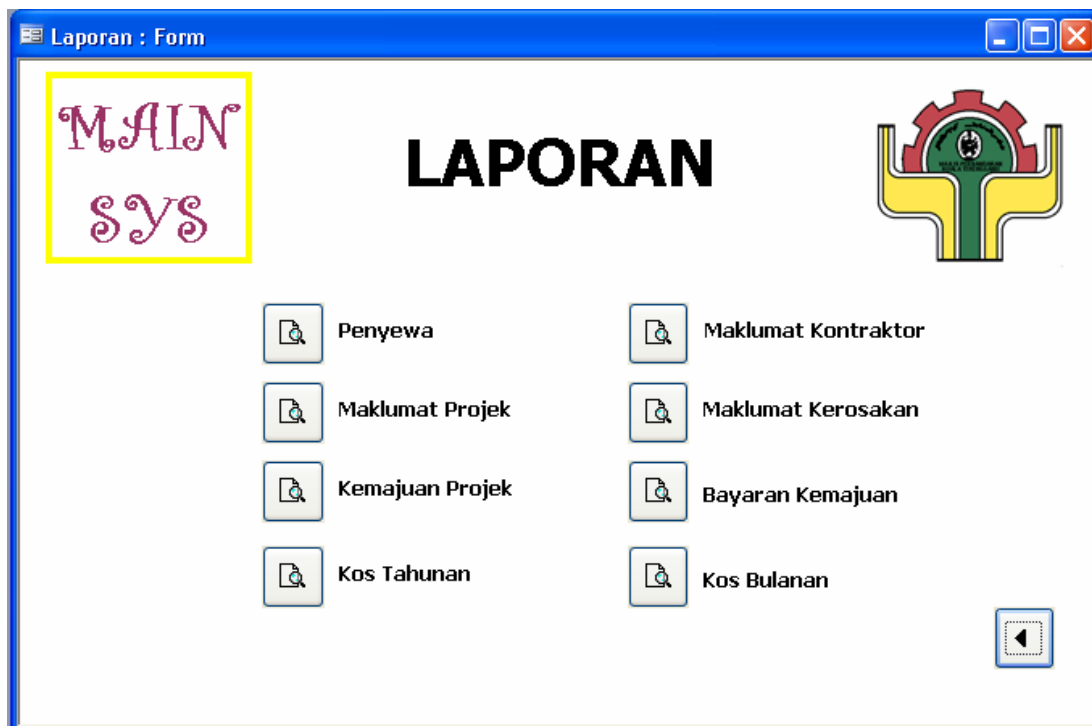 Laporan : Form
MAIN
SYS
LAPORAN
Penyewa
Maklumat Kontraktor
Maklumat Projek
Maklumat Kerosakan
Kemajuan Projek
Bayaran Kemajuan
Kos Tahunan
Kos Bulanan